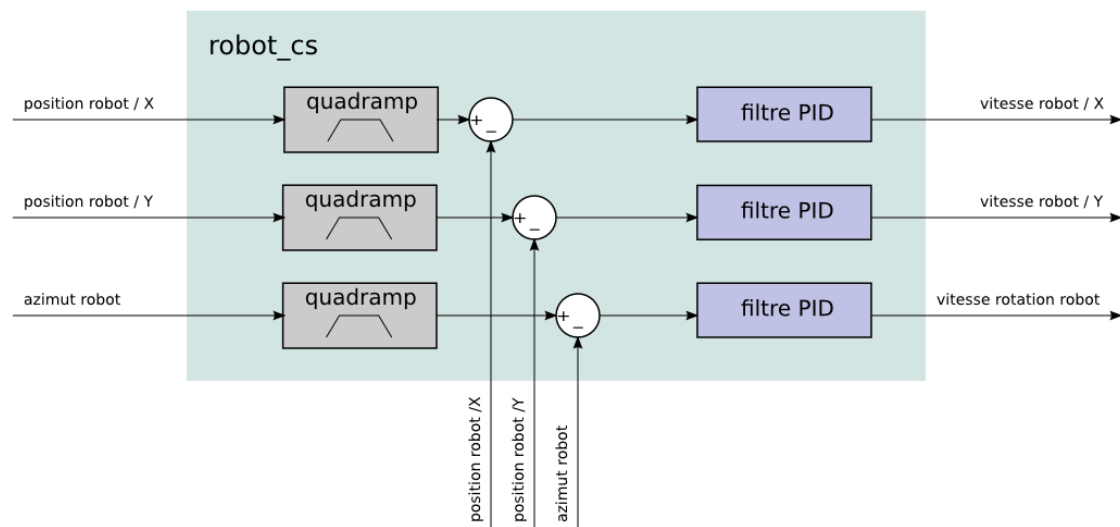 robot_cs
position robot / X
quadramp
+
_
filtre PID
vitesse robot / X
position robot / Y
quadramp
+
_
filtre PID
vitesse robot / Y
azimut robot
quadramp
+
_
filtre PID
vitesse rotation robot
position robot /X
position robot /Y
azimut robot